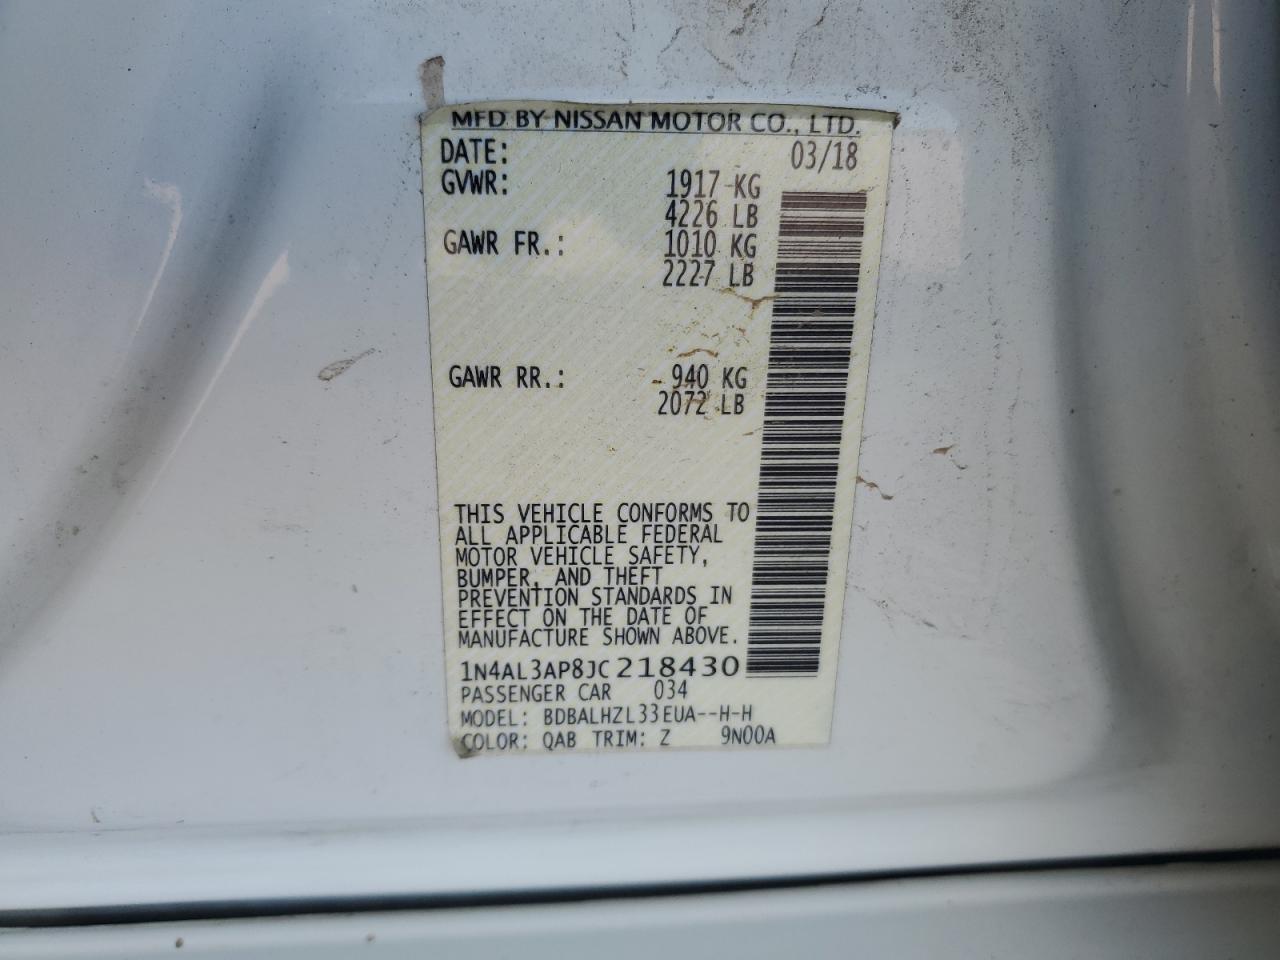 MFD BY NISSAN MOTOR CO., LTD.
DATE: 03/18
GVWR: 1917 KG
4226 LB
GAWR FR.: 1010 KG
2227 LB
GAWR RR.: 940 KG
2072 LB
THIS VEHICLE CONFORMS TO
ALL APPLICABLE FEDERAL
MOTOR VEHICLE SAFETY,
BUMPER, AND THEFT
PREVENTION STANDARDS IN
EFFECT ON THE DATE OF
MANUFACTURE SHOWN ABOVE.
1N4AL3AP8JC218430
PASSENGER CAR 034
MODEL: BDBALHZL33EUA--H-H
COLOR: QAB TRIM: Z 9N00A